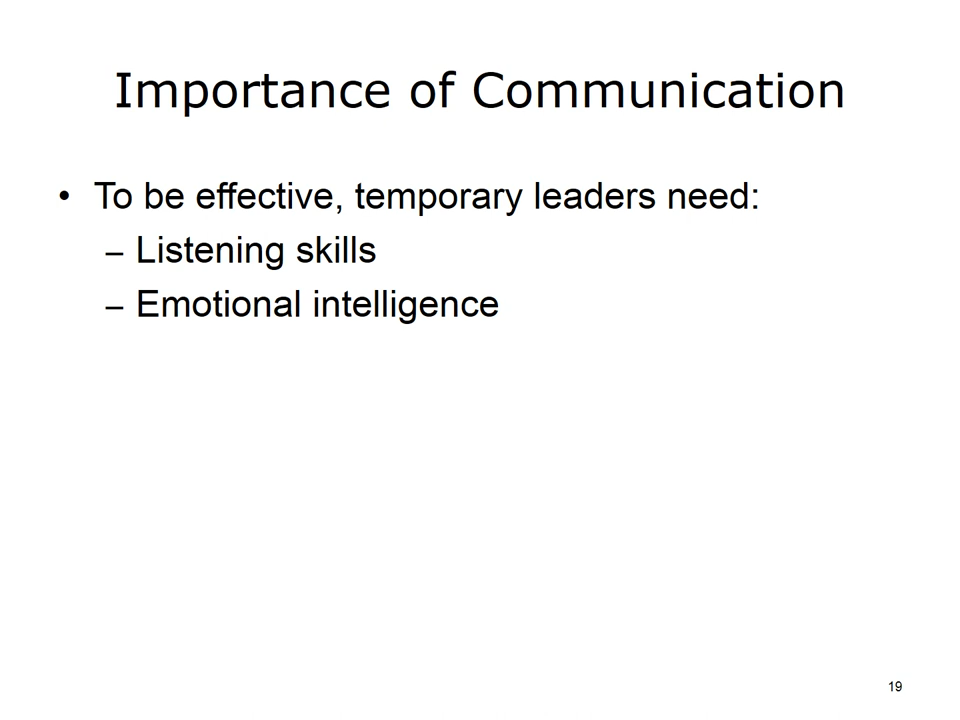 Importance of Communication
• To be effective, temporary leaders need:
– Listening skills
– Emotional intelligence
19